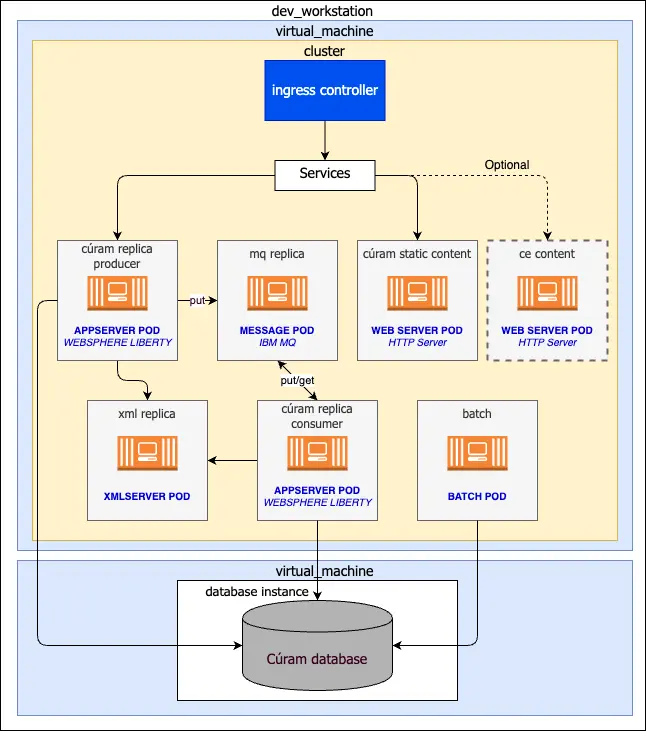 dev_workstation
virtual_machine
cluster
ingress controller
Services
Optional
cúram replica
producer
APPSERVER POD
WEBSPHERE LIBERTY
put
mq replica
MESSAGE POD
IBM MQ
cúram static content
WEB SERVER POD
HTTP Server
ce content
WEB SERVER POD
HTTP Server
put/get
xml replica
XMLSERVER POD
cúram replica
consumer
APPSERVER POD
WEBSPHERE LIBERTY
batch
BATCH POD
virtual_machine
database instance
Cúram database